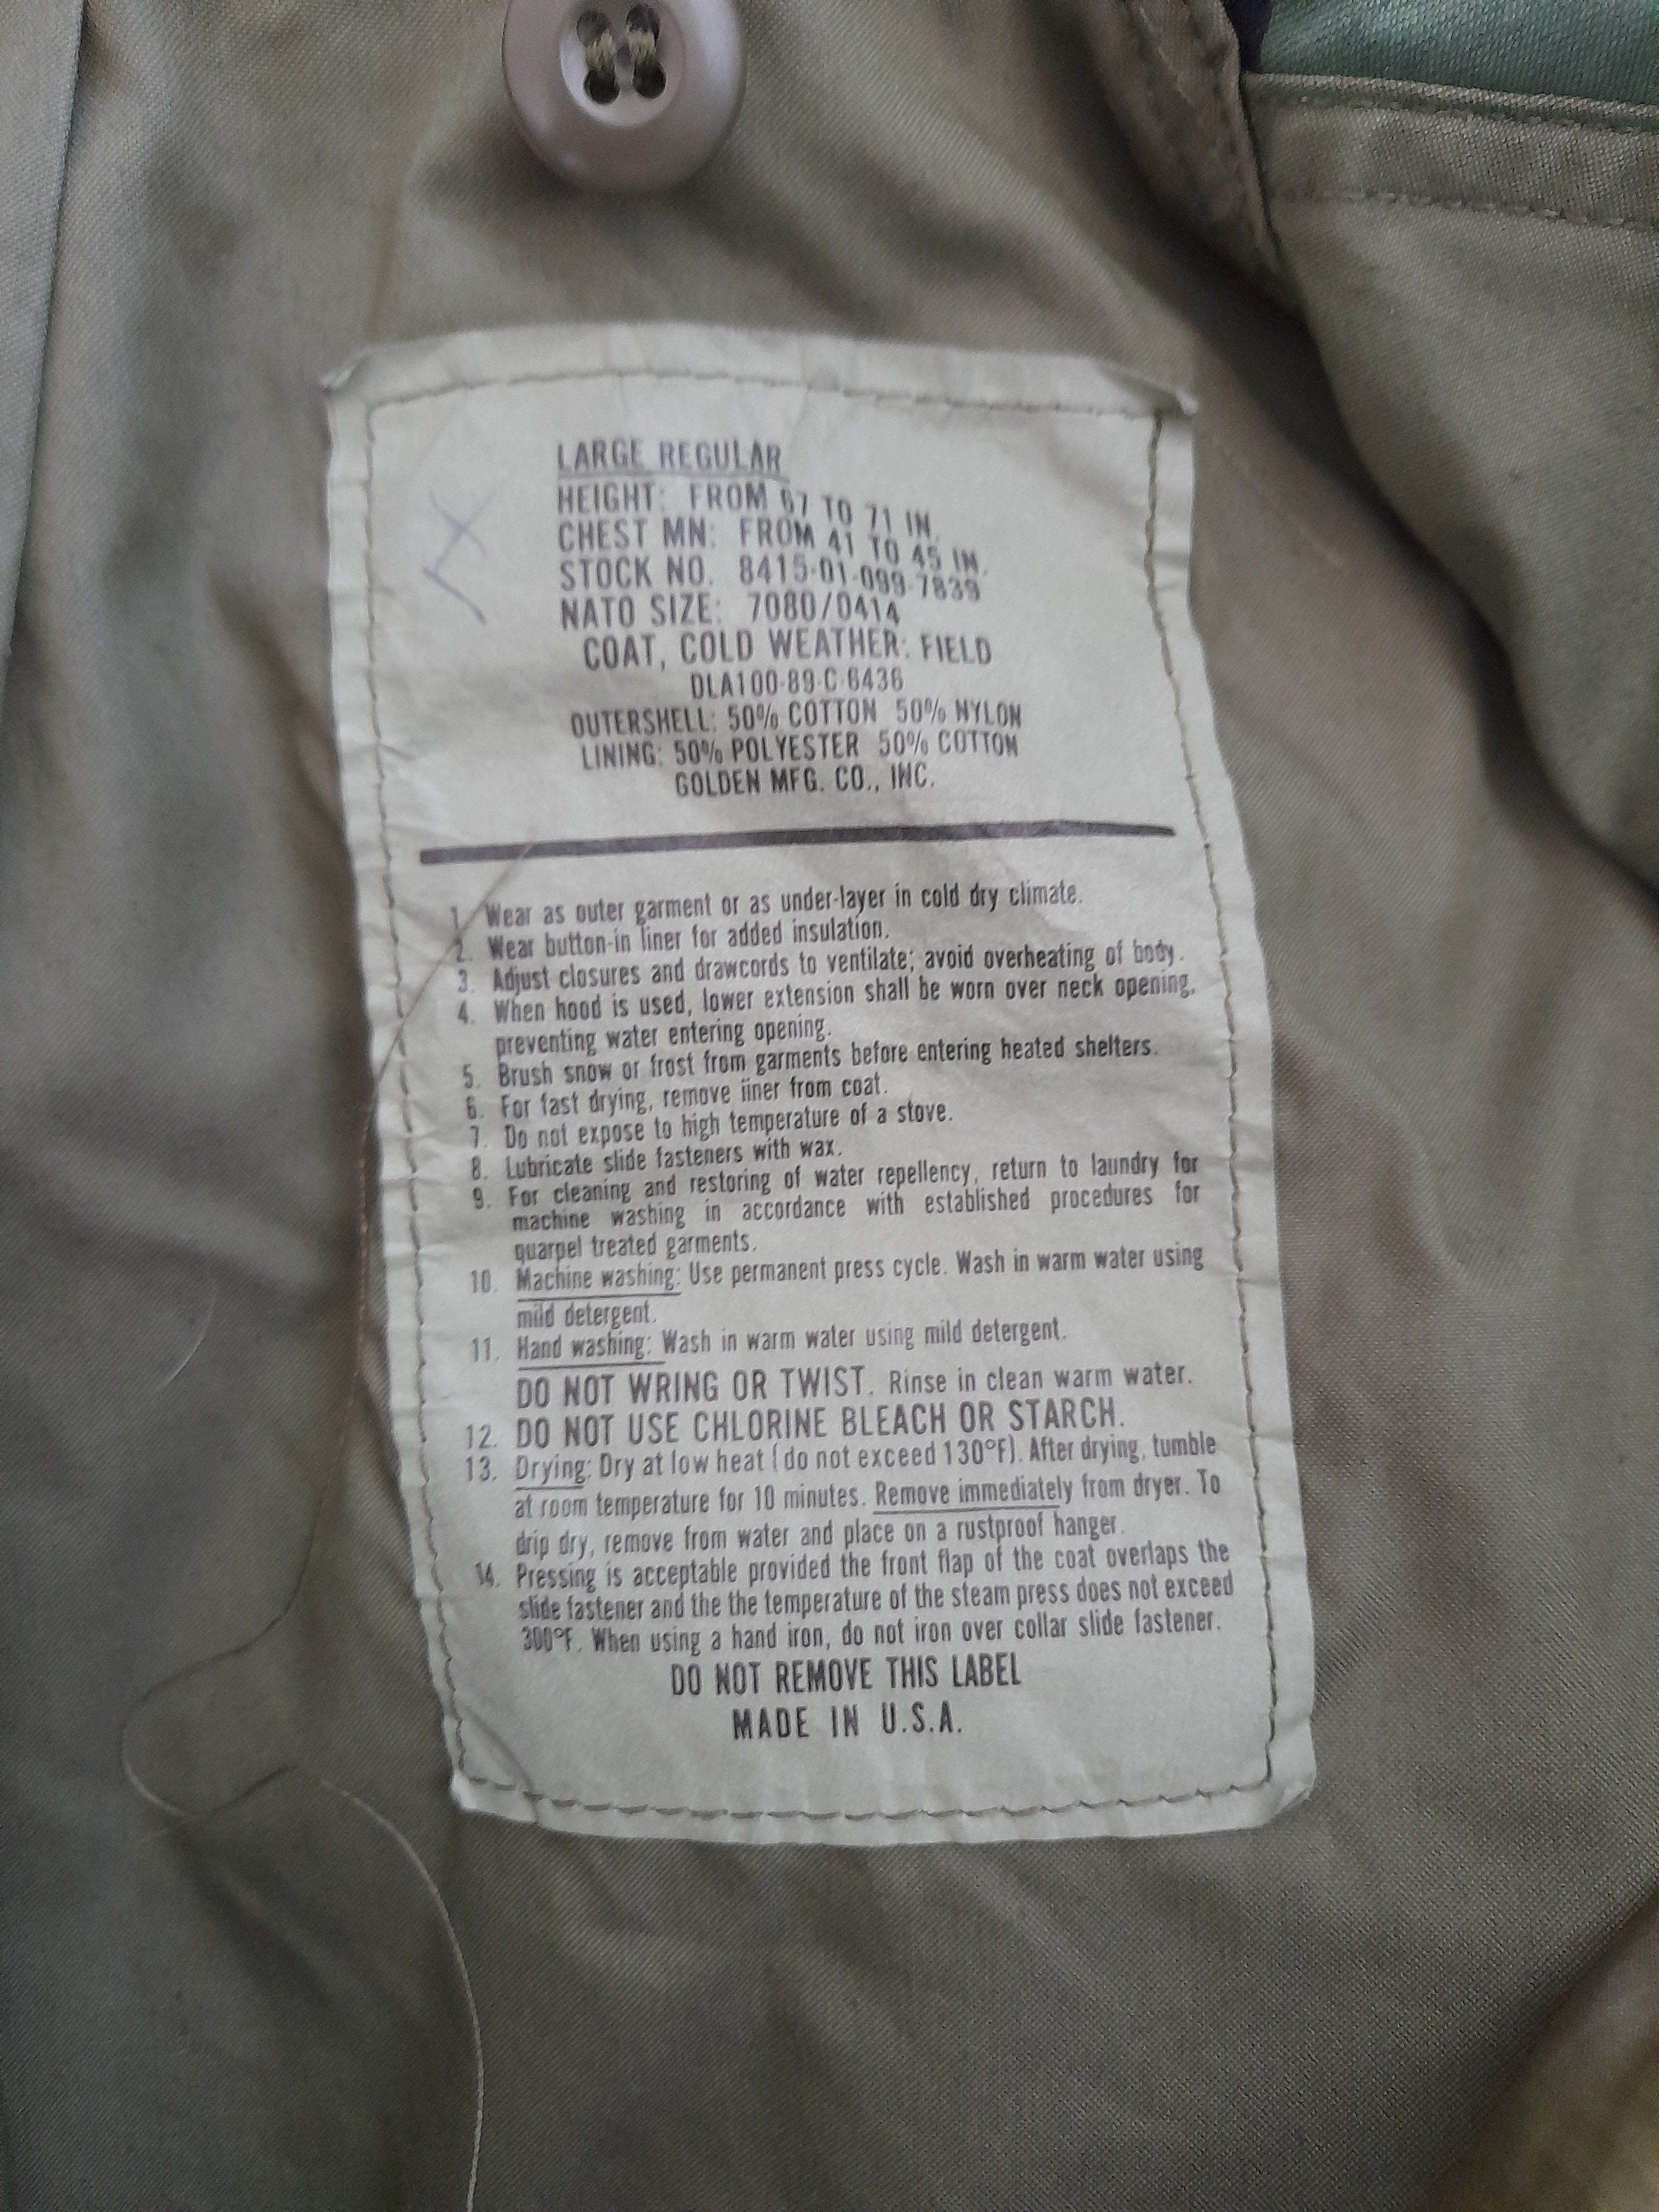 LARGE REGULAR
HEIGHT: FROM 67 TO 71 IN.
CHEST MN: FROM 41 TO 45 IN.
STOCK NO. 8415-01-099-7839
NATO SIZE: 7080/0414
COAT, COLD WEATHER: FIELD
DLA100-89-C-6436
OUTERSHELL: 50% COTTON 50% NYLON
LINING: 50% POLYESTER 50% COTTON
GOLDEN MFG. CO., INC.
1. Wear as outer garment or as under-layer in cold dry climate.
2. Wear button-in liner for added insulation.
3. Adjust closures and drawcords to ventilate; avoid overheating of body.
4. When hood is used, lower extension shall be worn over neck opening,
preventing water entering opening.
5. Brush snow or frost from garments before entering heated shelters.
6. For fast drying, remove liner from coat.
7. Do not expose to high temperature of a stove.
8. Lubricate slide fasteners with wax.
9. For cleaning and restoring of water repellency, return to laundry for
machine washing in accordance with established procedures for
quarpel treated garments.
10. Machine washing: Use permanent press cycle. Wash in warm water using
mild detergent.
11. Hand washing: Wash in warm water using mild detergent.
DO NOT WRING OR TWIST. Rinse in clean warm water.
12. DO NOT USE CHLORINE BLEACH OR STARCH.
13. Drying: Dry at low heat (do not exceed 130°F). After drying, tumble
at room temperature for 10 minutes. Remove immediately from dryer. To
drip dry, remove from water and place on a rustproof hanger.
14. Pressing is acceptable provided the front flap of the coat overlaps the
slide fastener and the the temperature of the steam press does not exceed
300°F. When using a hand iron, do not iron over collar slide fastener.
DO NOT REMOVE THIS LABEL
MADE IN U.S.A.